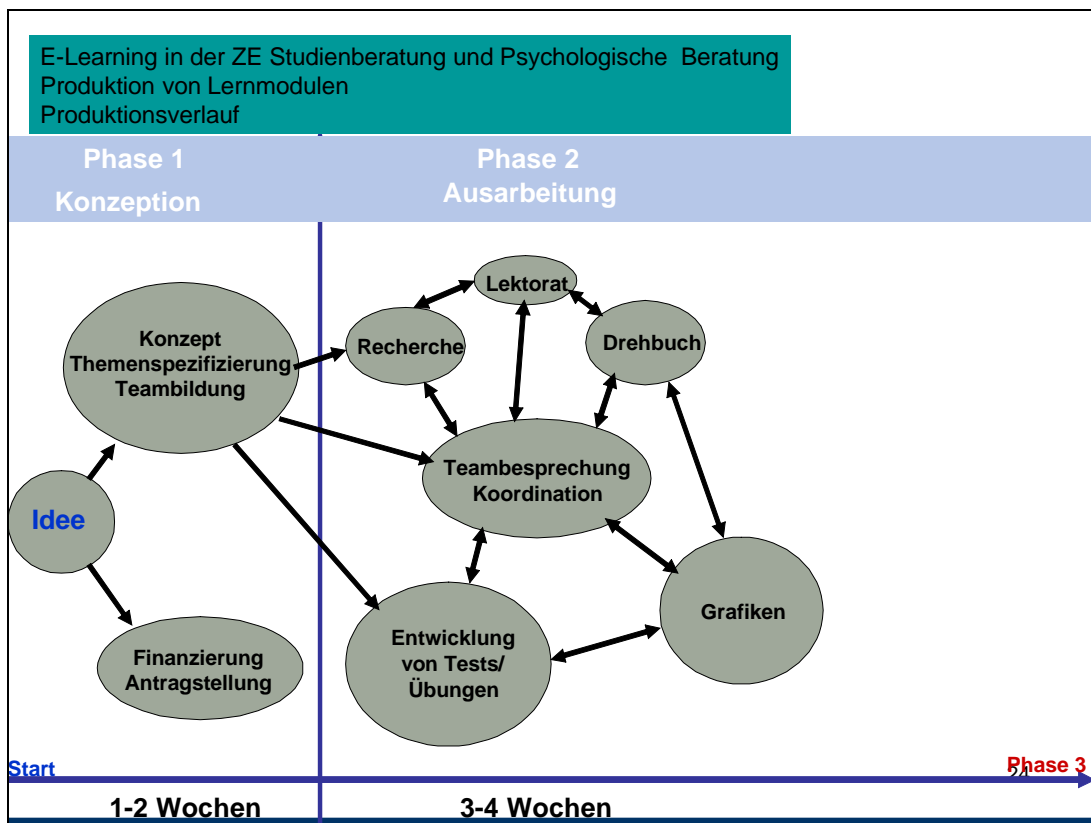 E-Learning in der ZE Studienberatung und Psychologische Beratung
Produktion von Lernmodulen
Produktionsverlauf
Phase 1
Konzeption
Phase 2
Ausarbeitung
Lektorat
Recherche
Drehbuch
Konzept
Themenspezifizierung
Teambildung
Teambesprechung
Koordination
Idee
Grafiken
Entwicklung
von Tests/
Übungen
Finanzierung
Antragstellung
Start
Phase 3
24
1-2 Wochen
3-4 Wochen